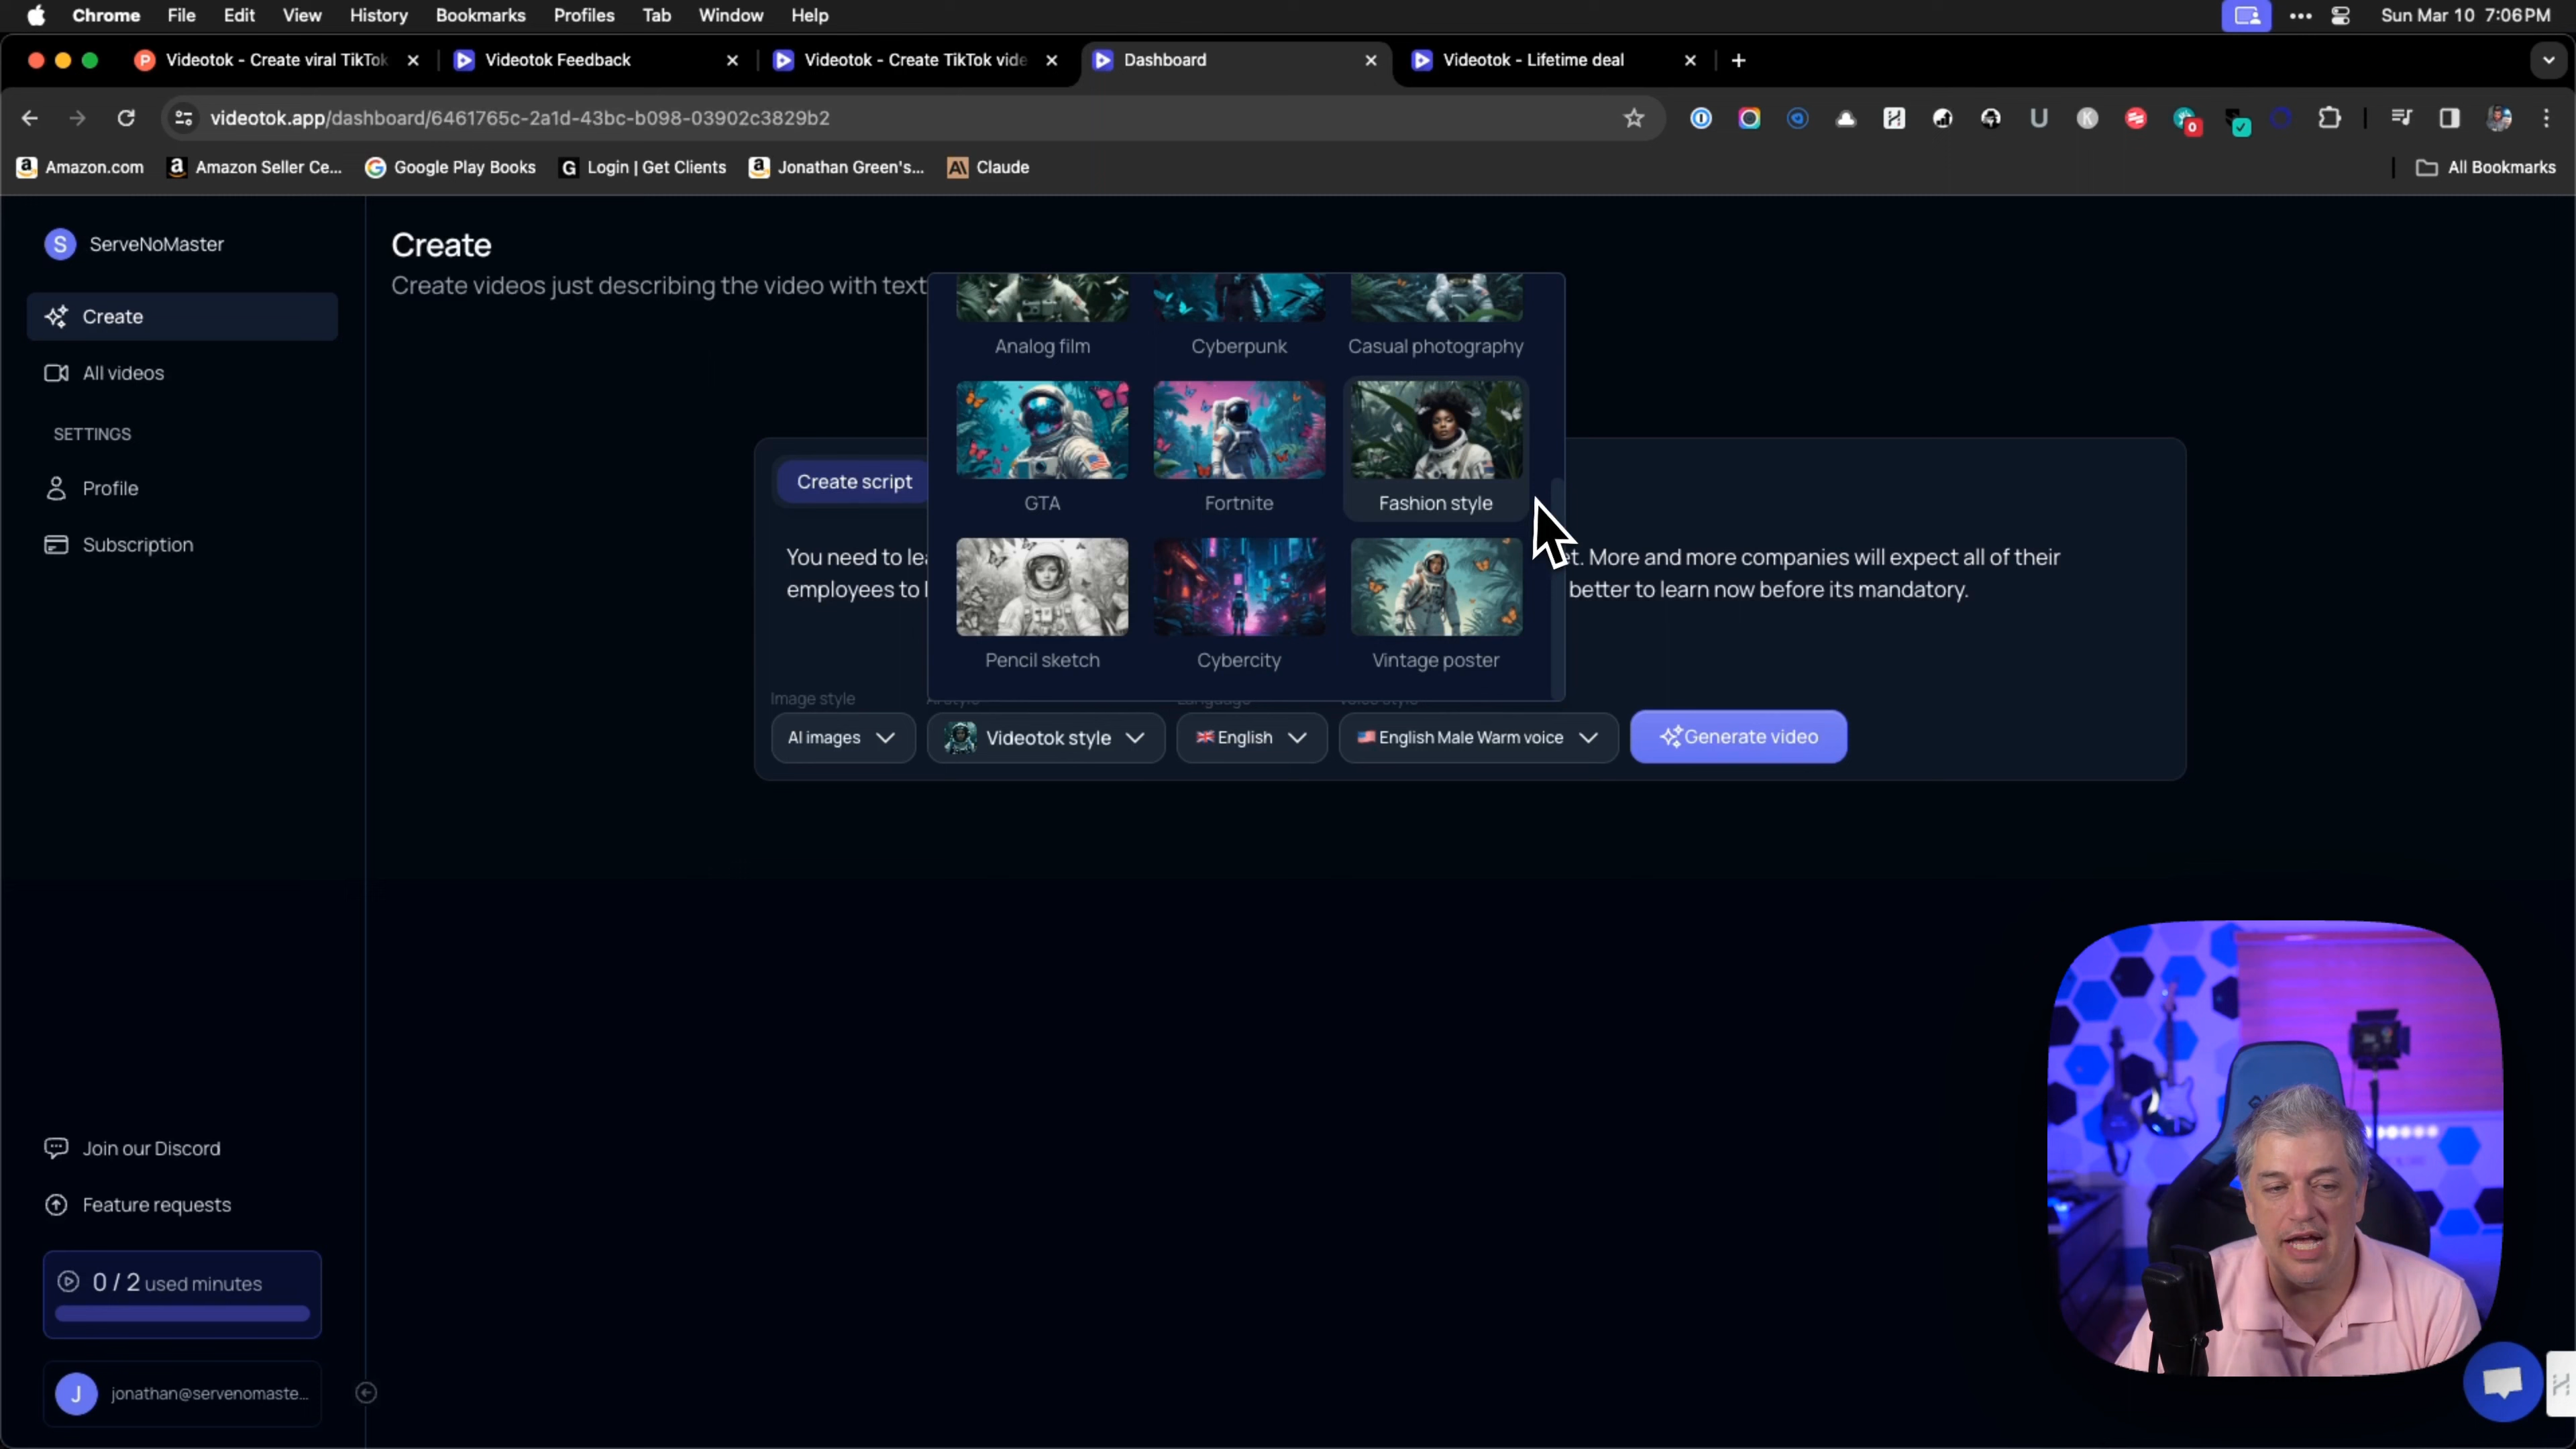 Chrome File Edit View History Bookmarks Profiles Tab Window Help Sun Mar 10 7:06 PM
Videotok - Create viral TikTok Videotok Feedback Videotok - Create TikTok vide Dashboard Videotok - Lifetime deal
videotok.app/dashboard/6461765c-2a1d-43bc-b098-03902c3829b2
Amazon.com Amazon Seller Ce... Google Play Books Login | Get Clients Jonathan Green's... Claude All Bookmarks
S ServeNoMaster
Create
All videos
SETTINGS
Profile
Subscription
Join our Discord
Feature requests
0 / 2 used minutes
J jonathan@servenomaste...
Create
Create videos just describing the video with text
Analog film Cyberpunk Casual photography
GTA Fortnite Fashion style
Pencil sketch Cybercity Vintage poster
Create script
You need to lea
. More and more companies will expect all of their
employees to
better to learn now before its mandatory.
Image style
AI images Videotok style English English Male Warm voice Generate video